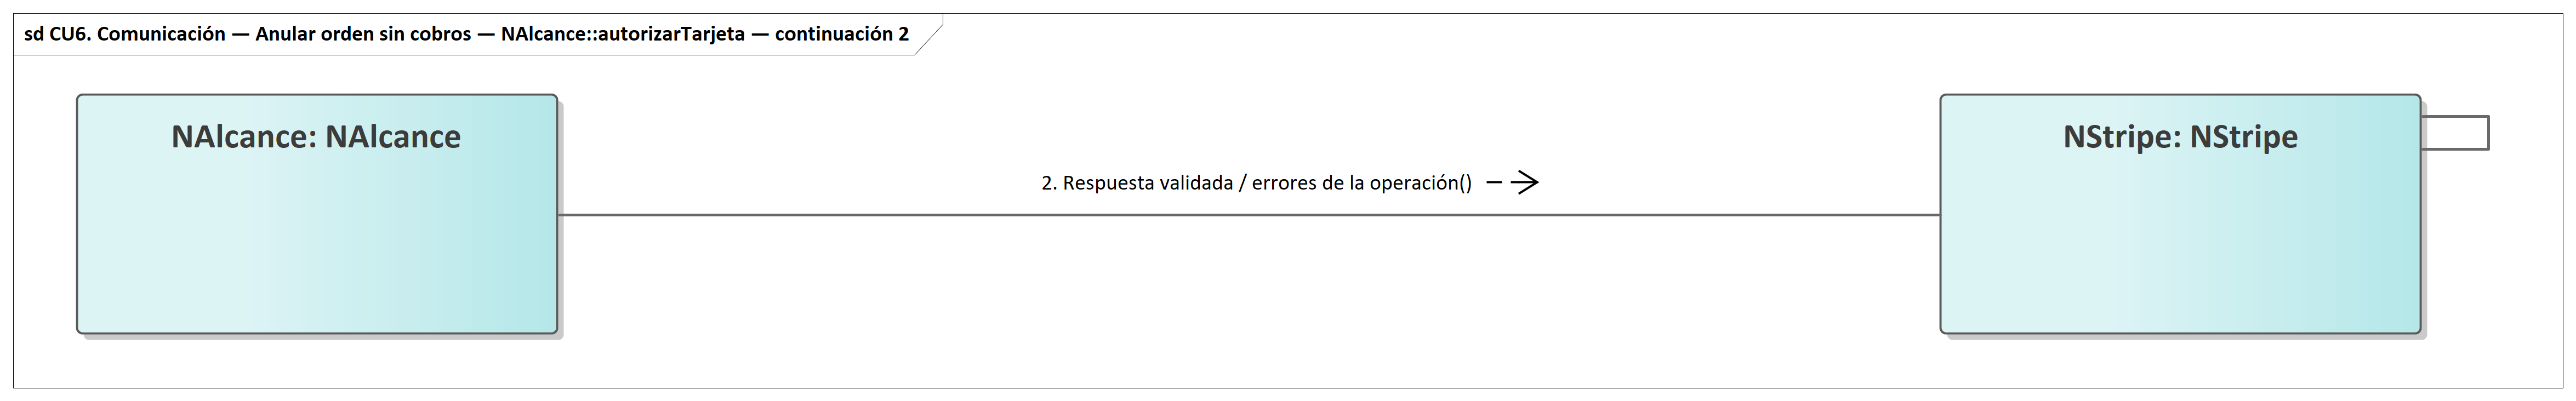 sd CU6. Comunicación — Anular orden sin cobros — NAlcance::autorizarTarjeta — continuación 2
NAlcance: NAlcance
NStripe: NStripe
2. Respuesta validada / errores de la operación()